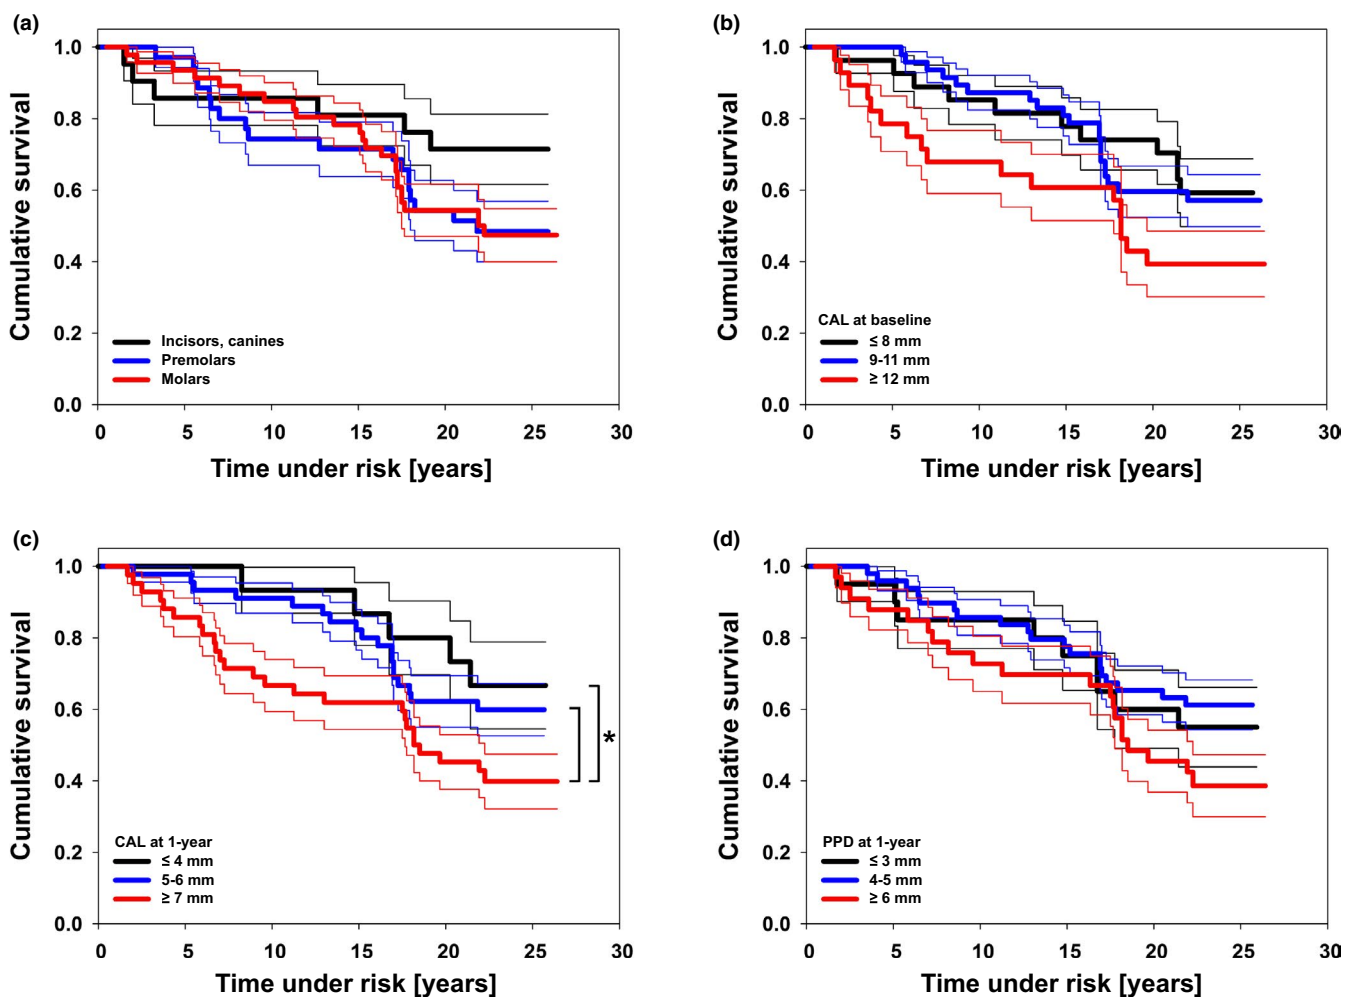 (a)
1.0
0.8
0.6
0.4
0.2
0.0
Cumulative survival
Incisors, canines
Premolars
Molars
0 5 10 15 20 25 30
Time under risk [years]
(b)
1.0
0.8
0.6
0.4
0.2
0.0
Cumulative survival
CAL at baseline
≤ 8 mm
9-11 mm
≥ 12 mm
0 5 10 15 20 25 30
Time under risk [years]
(c)
1.0
0.8
0.6
0.4
0.2
0.0
Cumulative survival
*
CAL at 1-year
≤ 4 mm
5-6 mm
≥ 7 mm
0 5 10 15 20 25 30
Time under risk [years]
(d)
1.0
0.8
0.6
0.4
0.2
0.0
Cumulative survival
PPD at 1-year
≤ 3 mm
4-5 mm
≥ 6 mm
0 5 10 15 20 25 30
Time under risk [years]